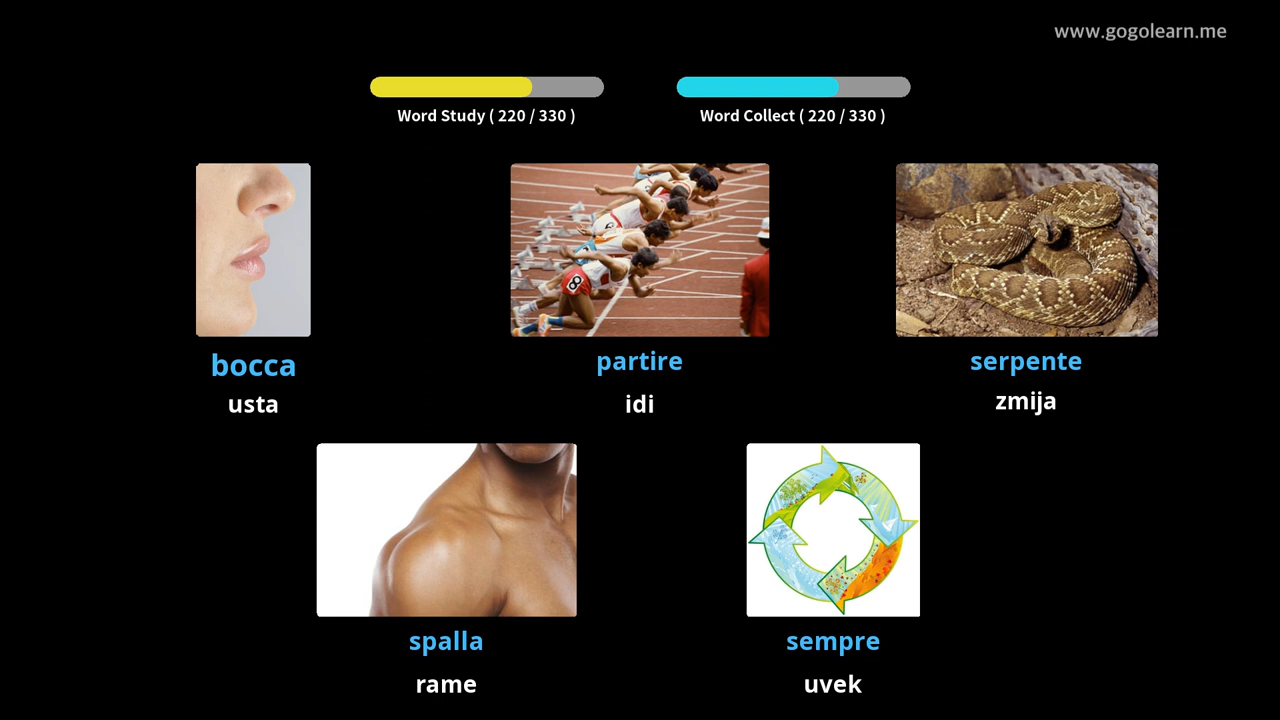 www.gogolearn.me
Word Study ( 220 / 330 )
Word Collect ( 220 / 330 )
8
bocca
usta
partire
idi
serpente
zmija
spalla
rame
sempre
uvek